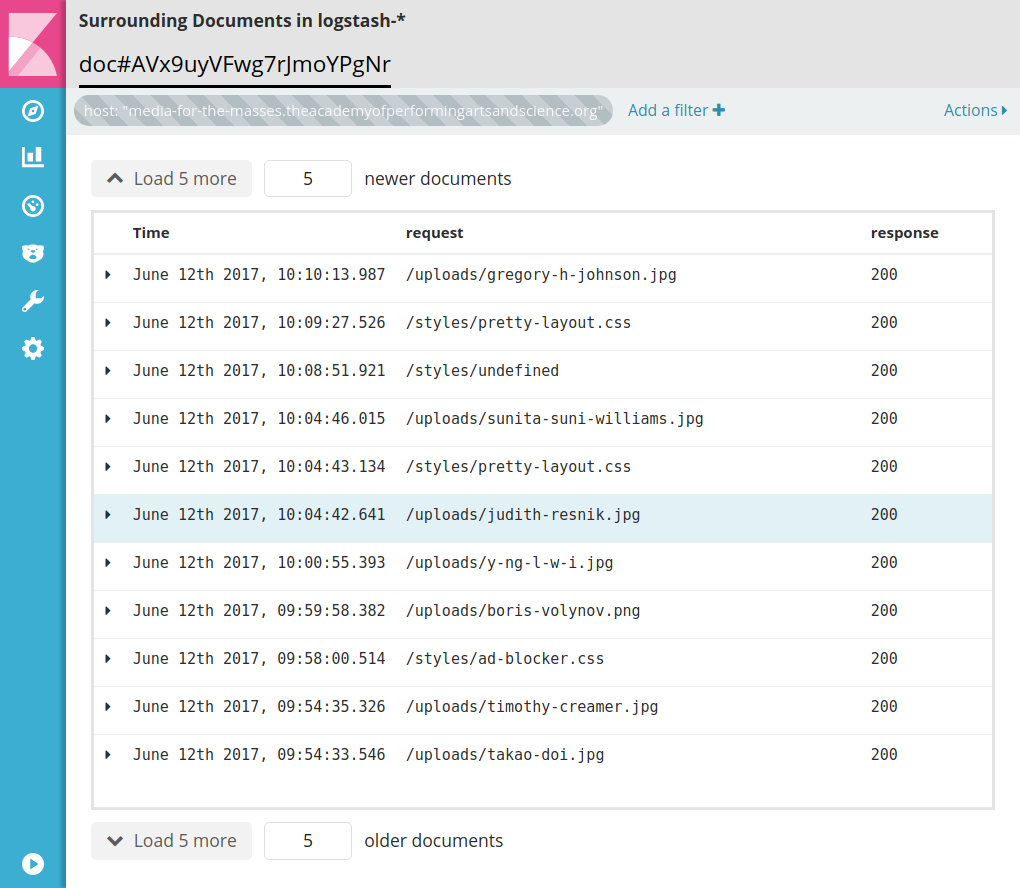 Surrounding Documents in logstash-*
doc#AVx9uyVFwg7rJmoYPgNr
host: "media-for-the-masses.theacademyofperformingartsandscience.org" Add a filter Actions
Load 5 more 5 newer documents
Time request response
June 12th 2017, 10:10:13.987 /uploads/gregory-h-johnson.jpg 200
June 12th 2017, 10:09:27.526 /styles/pretty-layout.css 200
June 12th 2017, 10:08:51.921 /styles/undefined 200
June 12th 2017, 10:04:46.015 /uploads/sunita-suni-williams.jpg 200
June 12th 2017, 10:04:43.134 /styles/pretty-layout.css 200
June 12th 2017, 10:04:42.641 /uploads/judith-resnik.jpg 200
June 12th 2017, 10:00:55.393 /uploads/y-ng-l-w-i.jpg 200
June 12th 2017, 09:59:58.382 /uploads/boris-volynov.png 200
June 12th 2017, 09:58:00.514 /styles/ad-blocker.css 200
June 12th 2017, 09:54:35.326 /uploads/timothy-creamer.jpg 200
June 12th 2017, 09:54:33.546 /uploads/takao-doi.jpg 200
Load 5 more 5 older documents